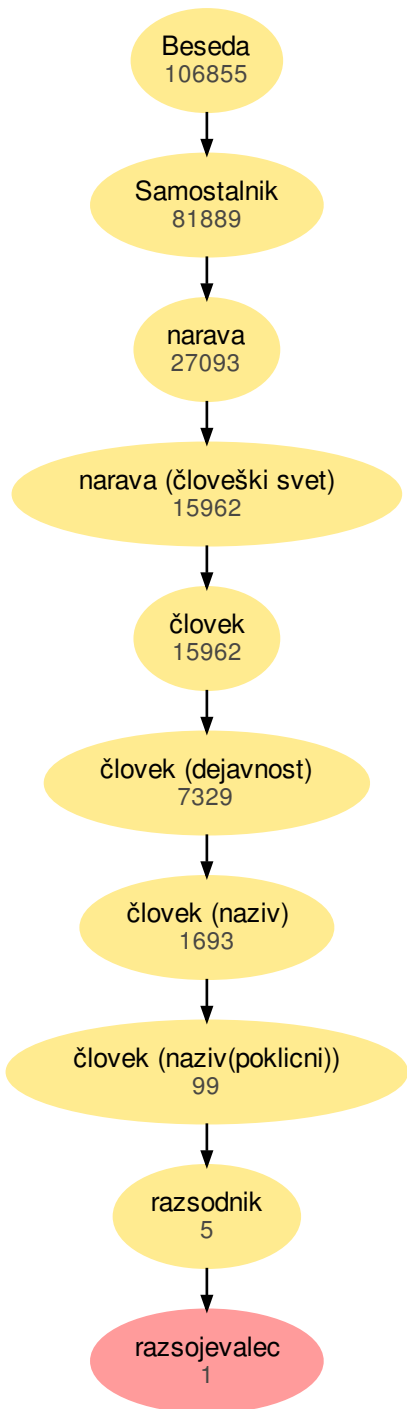 Beseda
106855
Samostalnik
81889
narava
27093
narava (človeški svet)
15962
človek
15962
človek (dejavnost)
7329
človek (naziv)
1693
človek (naziv(poklicni))
99
razsodnik
5
razsojevalec
1